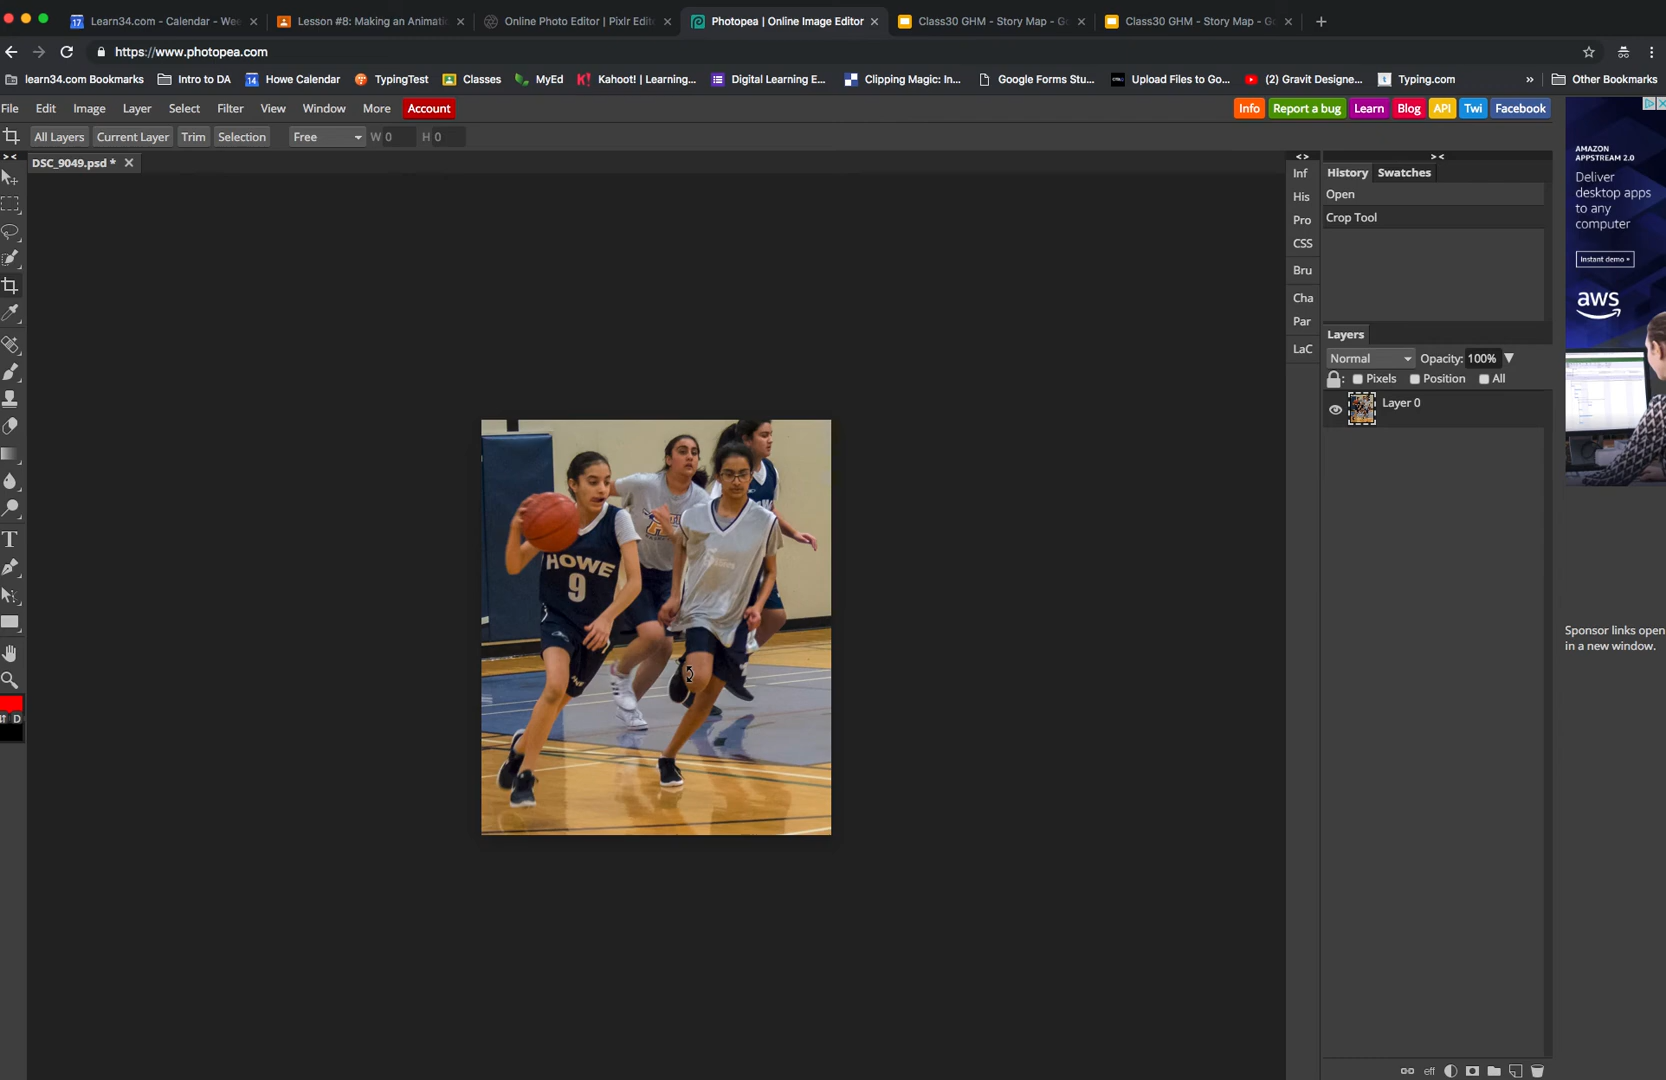 Learn34.com - Calendar - Wee
Lesson #8: Making an Animati
Online Photo Editor | Pixlr Edit
Photopea | Online Image Editor
Class30 GHM - Story Map - Go
Class30 GHM - Story Map - Go
https://www.photopea.com
learn34.com Bookmarks
Intro to DA
Howe Calendar
TypingTest
Classes
MyEd
Kahoot! | Learning...
Digital Learning E...
Clipping Magic: In...
Google Forms Stu...
Upload Files to Go...
(2) Gravit Designe...
Typing.com
Other Bookmarks
File Edit Image Layer Select Filter View Window More Account
Info Report a bug Learn Blog API Twi Facebook
All Layers Current Layer Trim Selection Free W 0 H 0
DSC_9049.psd *
Inf
His
Pro
CSS
Bru
Cha
Par
LaC
History Swatches
Open
Crop Tool
Layers
Normal Opacity: 100%
Pixels Position All
Layer 0
eff
D
T
HOWE
9
AMAZON
APPSTREAM 2.0
Deliver
desktop apps
to any
computer
Instant demo
aws
Sponsor links open
in a new window.